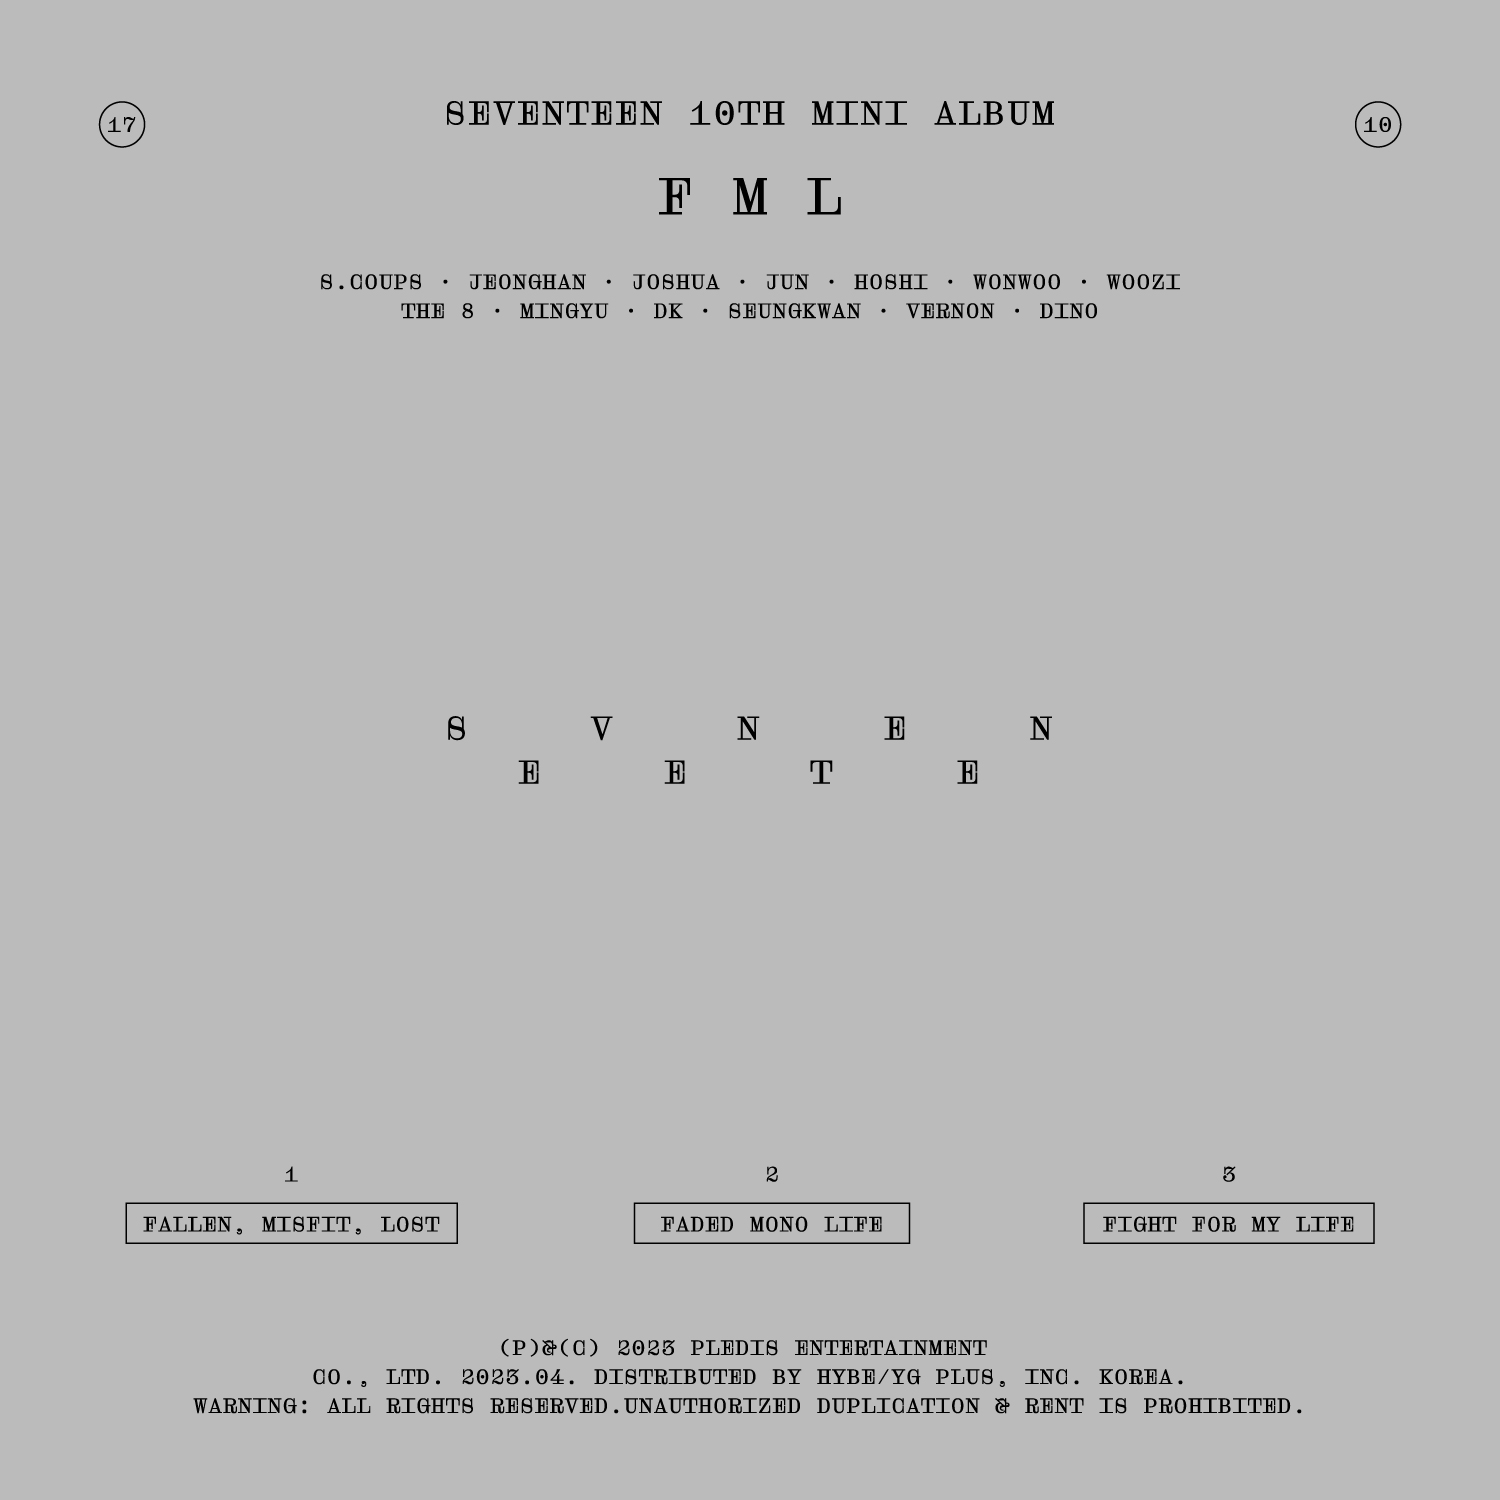 17
SEVENTEEN 10TH MINI ALBUM
10
F M L
S.COUPS · JEONGHAN · JOSHUA · JUN · HOSHI · WONWOO · WOOZI
THE 8 · MINGYU · DK · SEUNGKWAN · VERNON · DINO
S V N E N
E E T E
1 2 3
FALLEN, MISFIT, LOST FADED MONO LIFE FIGHT FOR MY LIFE
(P)&(C) 2023 PLEDIS ENTERTAINMENT
CO., LTD. 2023.04. DISTRIBUTED BY HYBE/YG PLUS, INC. KOREA.
WARNING: ALL RIGHTS RESERVED.UNAUTHORIZED DUPLICATION & RENT IS PROHIBITED.